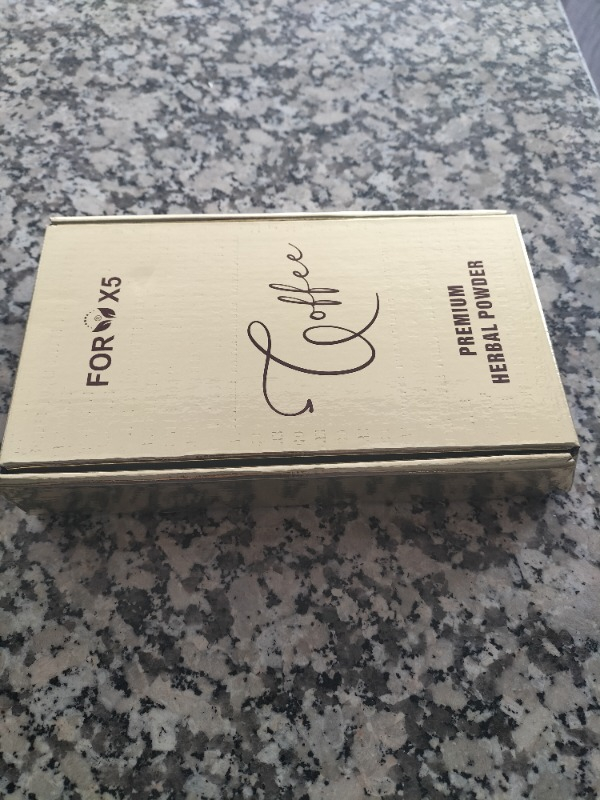 FOR X5
Coffee
PREMIUM
HERBAL POWDER